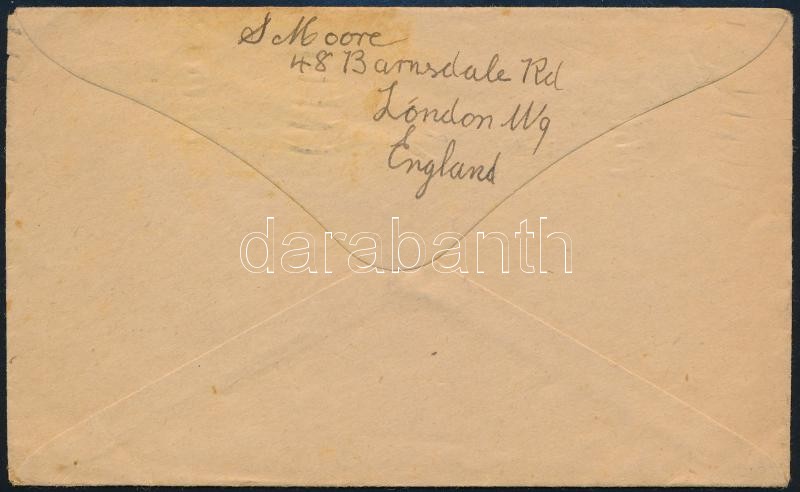 S Moore
48 Barnsdale Rd
London W9
England
darabanth